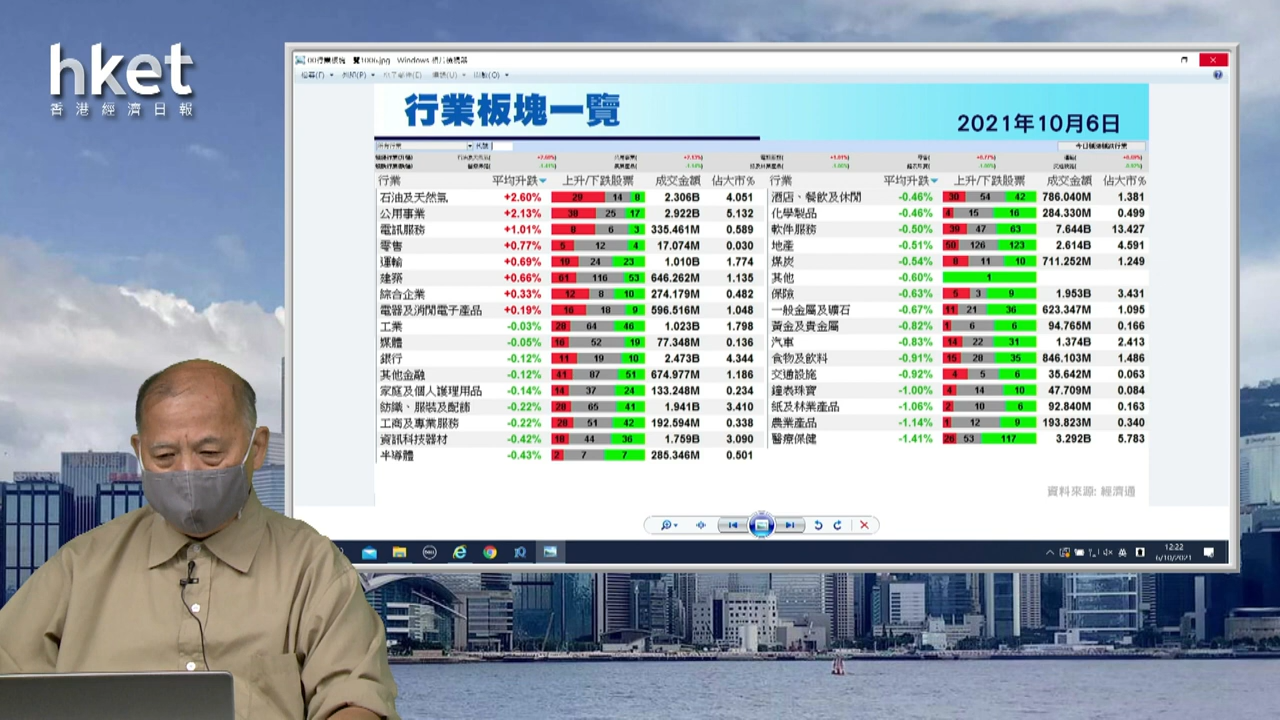 hket
香港經濟日報
行業板塊一覽
2021年10月6日
行業 平均升跌 上升/下跌股票 成交金額 佔大市% 行業 平均升跌 上升/下跌股票 成交金額 佔大市%
石油及天然氣 +2.60% 29 14 8 2.306B 4.051 酒店、餐飲及休閒 -0.46% 30 54 42 786.040M 1.381
公用事業 +2.13% 38 25 17 2.922B 5.132 化學製品 -0.46% 4 15 16 284.330M 0.499
電訊服務 +1.01% 8 6 3 335.461M 0.589 軟件服務 -0.50% 39 47 63 7.644B 13.427
零售 +0.77% 5 12 4 17.074M 0.030 地產 -0.51% 50 126 123 2.614B 4.591
運輸 +0.69% 19 24 23 1.010B 1.774 煤炭 -0.54% 8 11 10 711.252M 1.249
建築 +0.66% 61 116 53 646.262M 1.135 其他 -0.60% 1
綜合企業 +0.33% 12 8 10 274.179M 0.482 保險 -0.63% 5 3 9 1.953B 3.431
電器及消閒電子產品 +0.19% 16 18 9 596.516M 1.048 一般金屬及礦石 -0.67% 11 21 36 623.347M 1.095
工業 -0.03% 28 64 46 1.023B 1.798 黃金及貴金屬 -0.82% 1 6 6 94.765M 0.166
媒體 -0.05% 16 52 19 77.348M 0.136 汽車 -0.83% 14 22 31 1.374B 2.413
銀行 -0.12% 11 19 10 2.473B 4.344 食物及飲料 -0.91% 15 28 35 846.103M 1.486
其他金融 -0.12% 41 87 51 674.977M 1.186 交通設施 -0.92% 4 5 6 35.642M 0.063
家庭及個人護理用品 -0.14% 14 37 24 133.248M 0.234 鐘表珠寶 -1.00% 4 14 10 47.709M 0.084
紡織、服裝及配飾 -0.22% 28 65 41 1.941B 3.410 紙及林業產品 -1.06% 2 10 6 92.840M 0.163
工商及專業服務 -0.22% 28 51 42 192.594M 0.338 農業產品 -1.14% 1 12 9 193.823M 0.340
資訊科技器材 -0.42% 18 44 36 1.759B 3.090 醫療保健 -1.41% 26 53 117 3.292B 5.783
半導體 -0.43% 2 7 7 285.346M 0.501
資料來源: 經濟通
12:22
6/10/2021